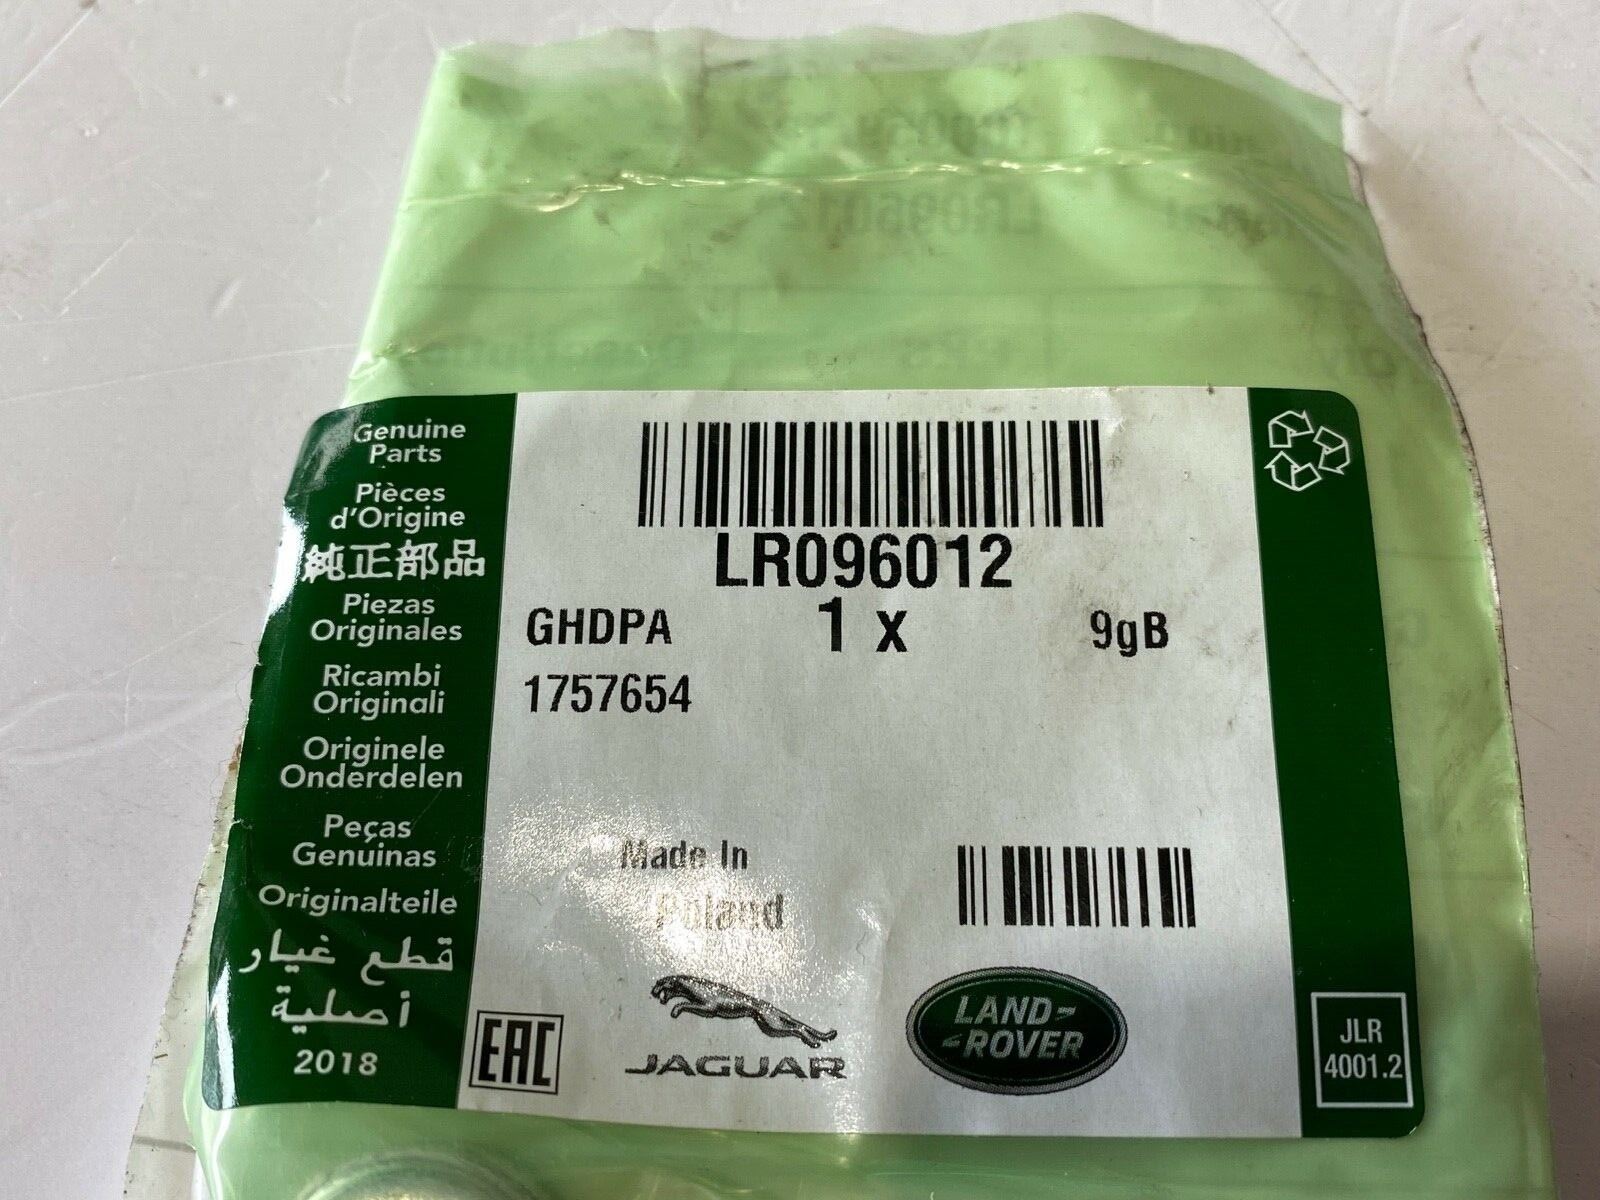 LR096012
Genuine
Parts
Pièces
d'Origine
純正部品
Piezas
Originales
Ricambi
Originali
Originele
Onderdelen
Peças
Genuinas
Originalteile
قطع غيار
أصلية
2018
LR096012
GHDPA 1 x 9gB
1757654
Made In
Poland
EAC
JAGUAR
LAND-
-ROVER
JLR
4001.2